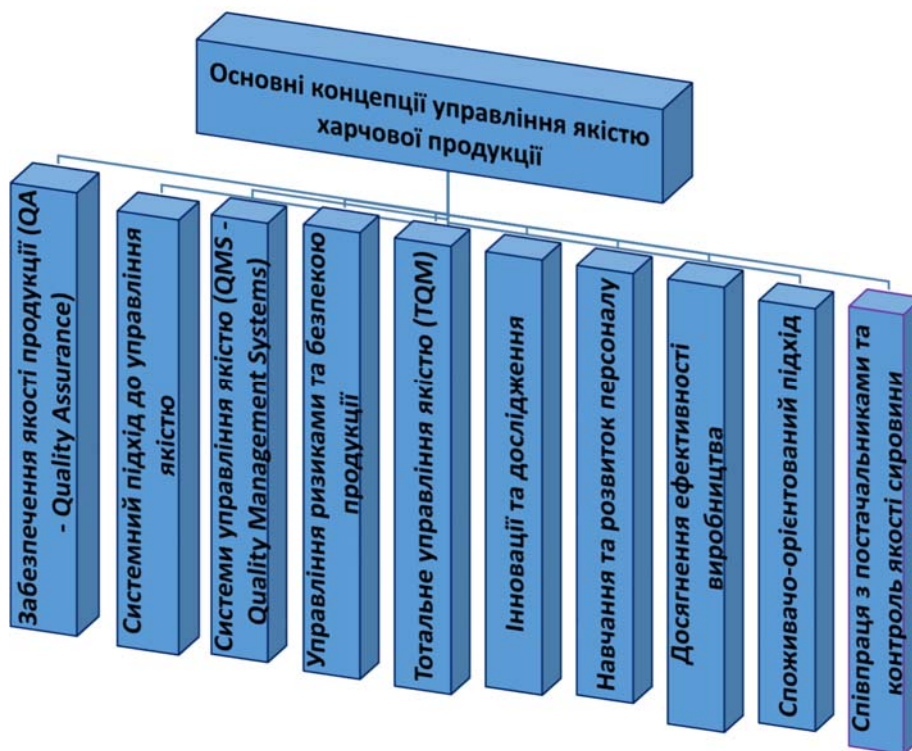 Основні концепції управління якістю
харчової продукції
Забезпечення якості продукції (QA
- Quality Assurance)
Системний підхід до управління
якістю
Системи управління якістю (QMS -
Quality Management Systems)
Управління ризиками та безпекою
продукції
Тотальне управління якістю (TQM)
Інновації та дослідження
Навчання та розвиток персоналу
Досягнення ефективності
виробництва
Споживачо-орієнтований підхід
Співпраця з постачальниками та
контроль якості сировини